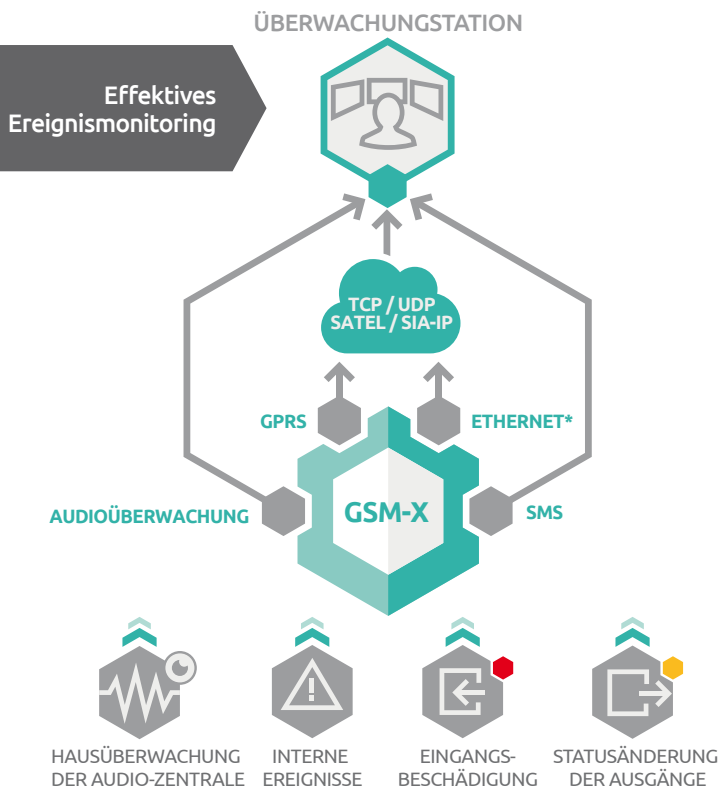 ÜBERWACHUNGSTATION
Effektives
Ereignismonitoring
TCP / UDP
SATEL / SIA-IP
GPRS
ETHERNET*
AUDIOÜBERWACHUNG
GSM-X
SMS
HAUSÜBERWACHUNG
DER AUDIO-ZENTRALE
INTERNE
EREIGNISSE
EINGANGS-
BESCHÄDIGUNG
STATUSÄNDERUNG
DER AUSGÄNGE